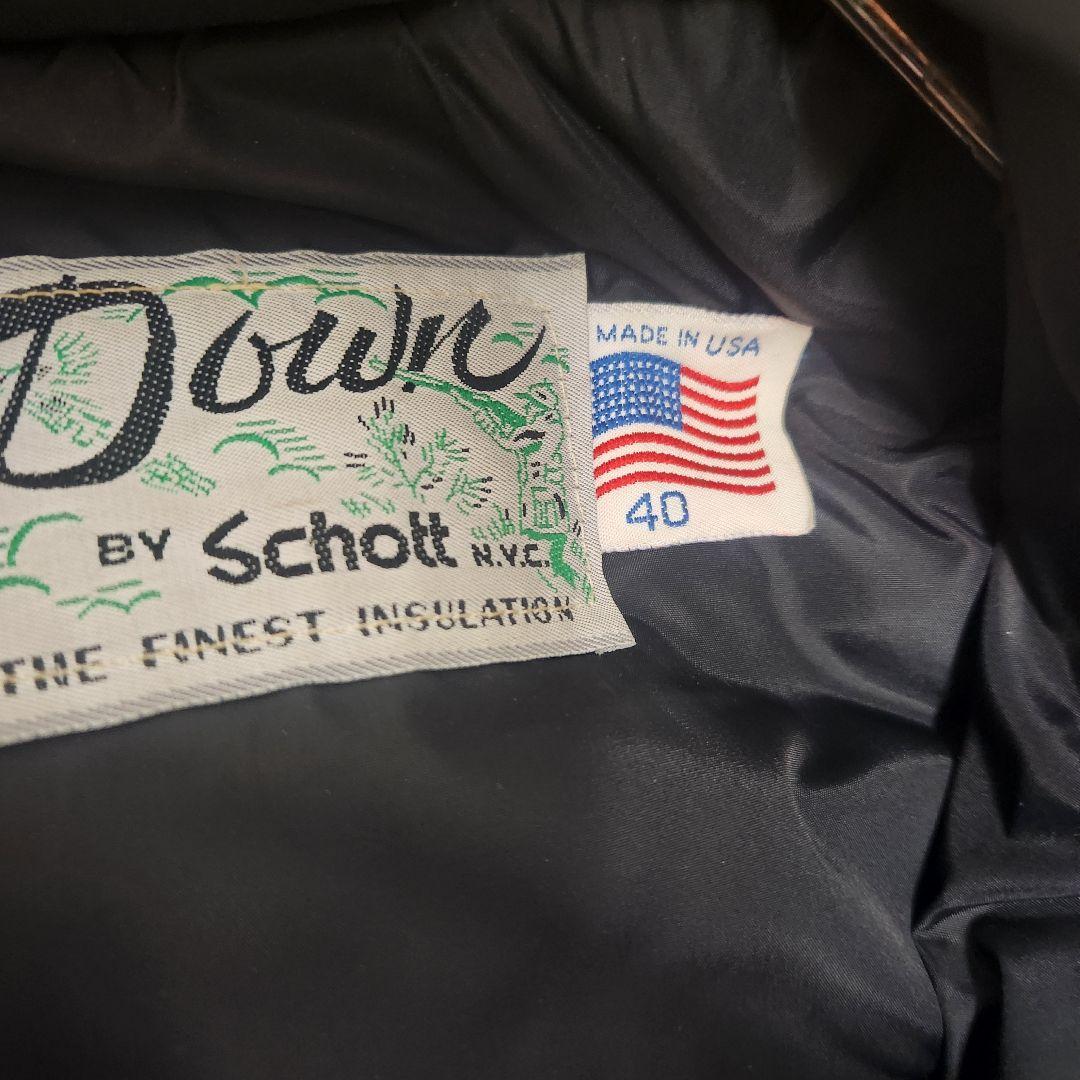 Down
BY Schott N.Y.C.
THE FINEST INSULATION
MADE IN USA
40